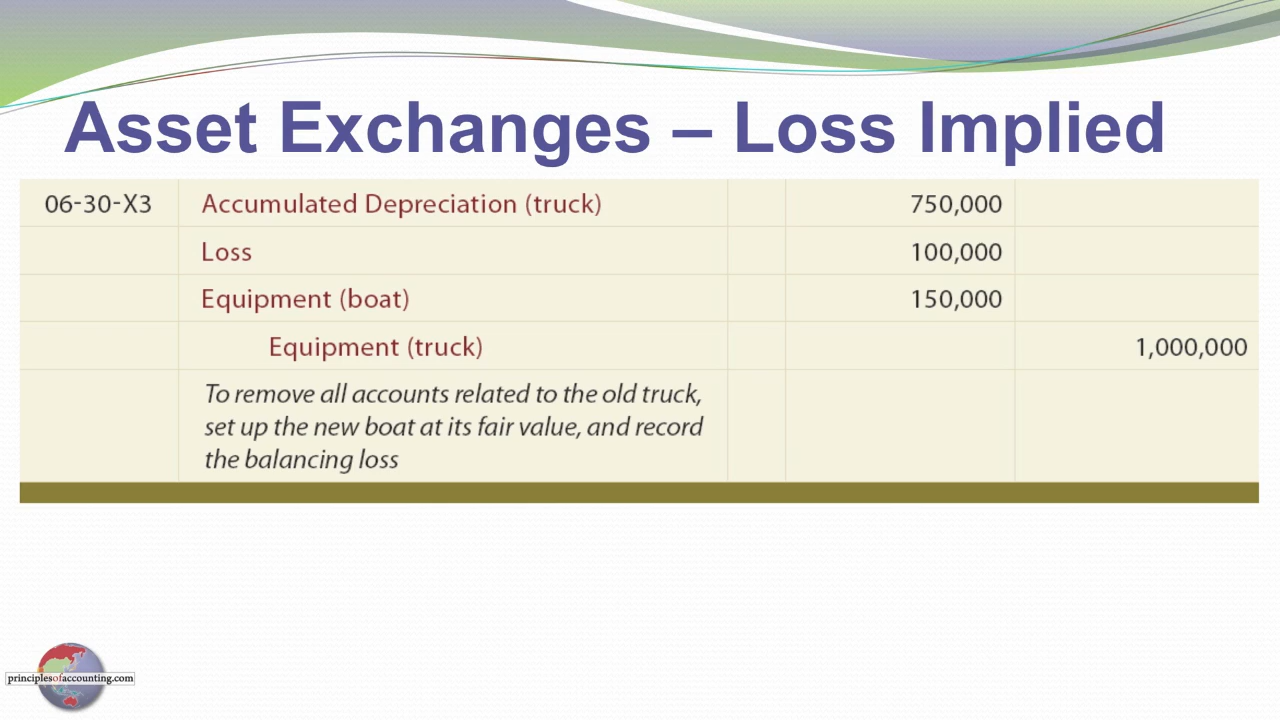 Asset Exchanges – Loss Implied
06-30-X3 Accumulated Depreciation (truck) 750,000
Loss 100,000
Equipment (boat) 150,000
Equipment (truck) 1,000,000
To remove all accounts related to the old truck,
set up the new boat at its fair value, and record
the balancing loss
principlesofaccounting.com